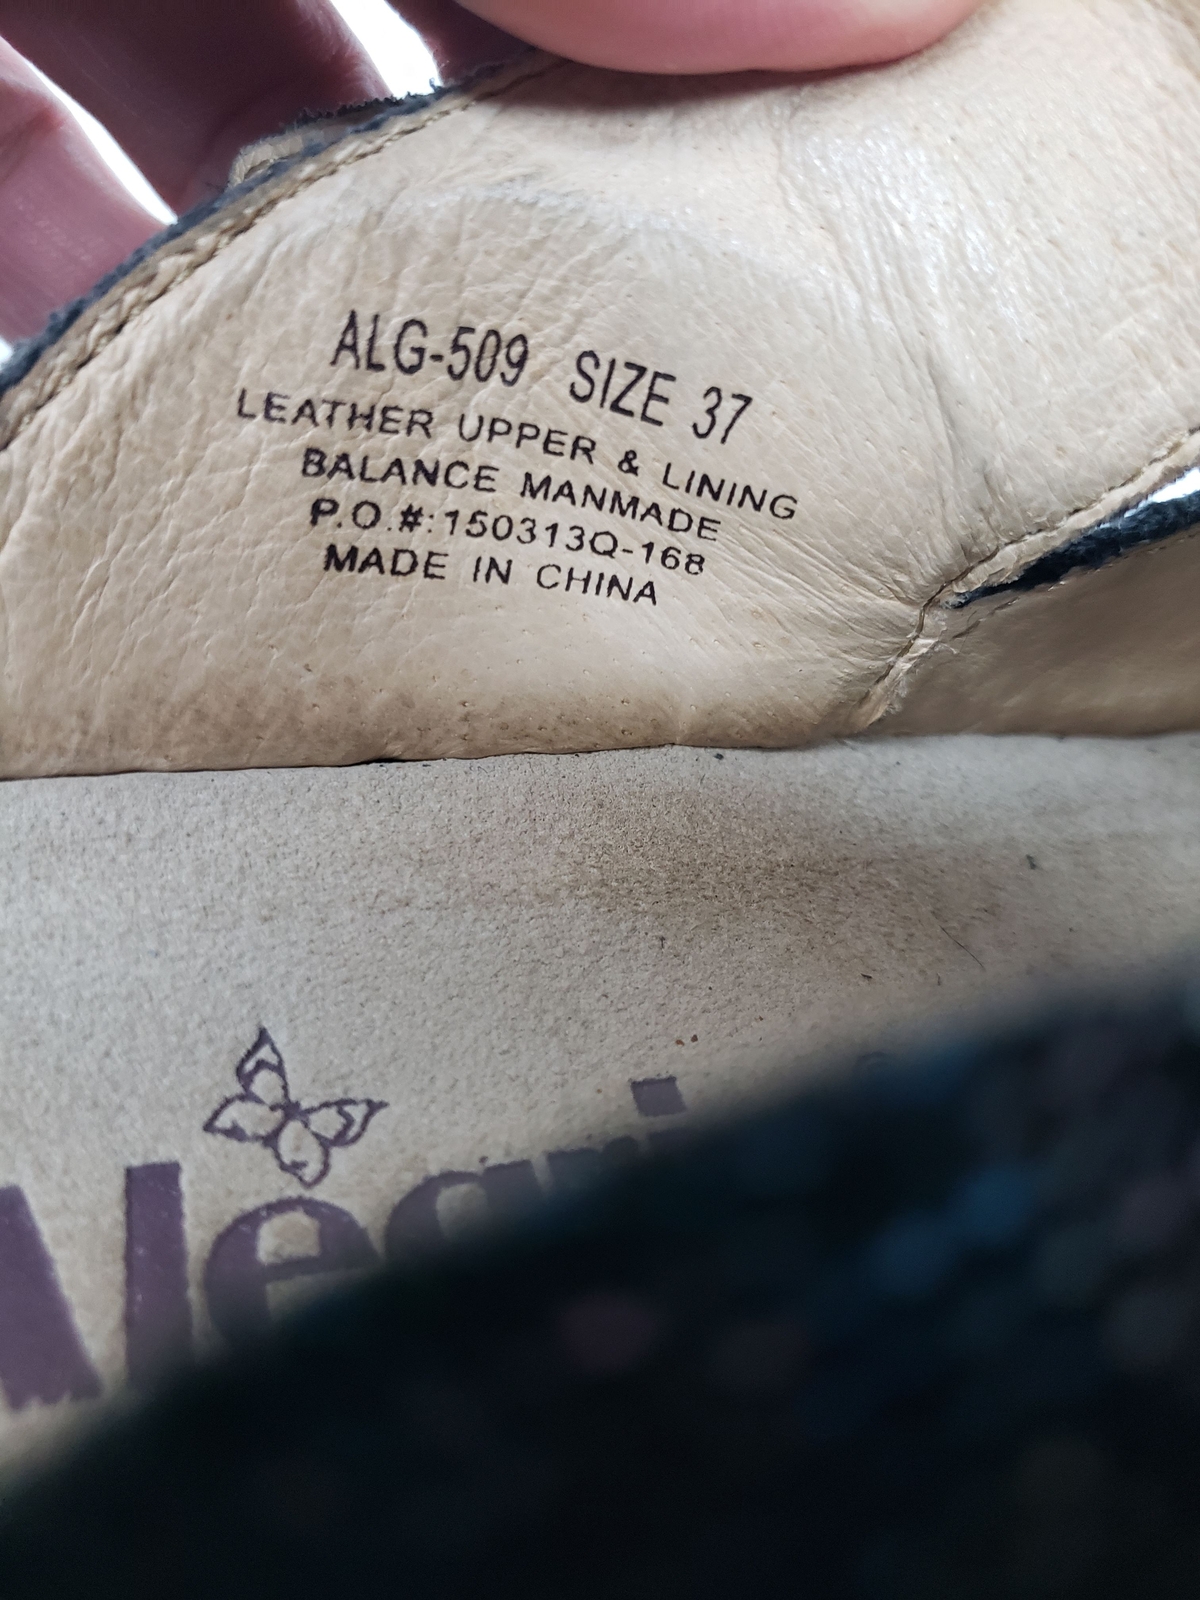 ALG-509 SIZE 37
LEATHER UPPER & LINING
BALANCE MANMADE
P.O.#:150313Q-168
MADE IN CHINA